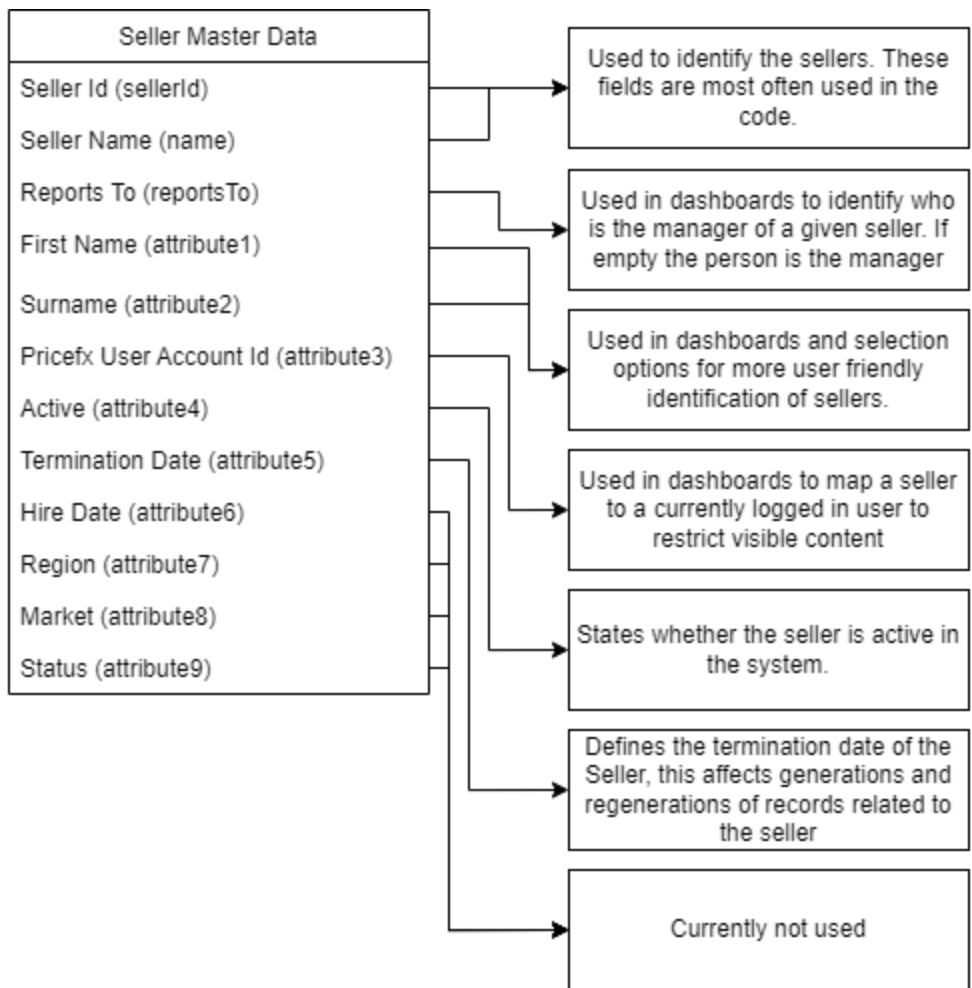 Seller Master Data
Seller Id (sellerId)
Seller Name (name)
Reports To (reportsTo)
First Name (attribute1)
Surname (attribute2)
Pricefx User Account Id (attribute3)
Active (attribute4)
Termination Date (attribute5)
Hire Date (attribute6)
Region (attribute7)
Market (attribute8)
Status (attribute9)
Used to identify the sellers. These
fields are most often used in the
code.
Used in dashboards to identify who
is the manager of a given seller. If
empty the person is the manager
Used in dashboards and selection
options for more user friendly
identification of sellers.
Used in dashboards to map a seller
to a currently logged in user to
restrict visible content
States whether the seller is active in
the system.
Defines the termination date of the
Seller, this affects generations and
regenerations of records related to
the seller
Currently not used